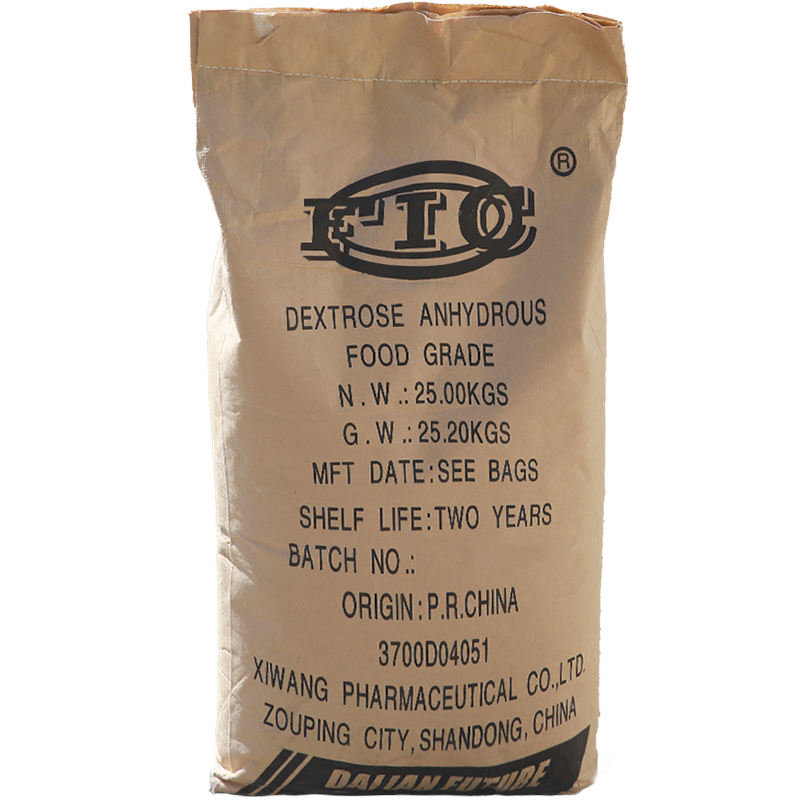 FIC
®
DEXTROSE ANHYDROUS
FOOD GRADE
N.W.:25.00KGS
G.W.:25.20KGS
MFT DATE:SEE BAGS
SHELF LIFE:TWO YEARS
BATCH NO.:
ORIGIN:P.R.CHINA
3700D04051
XIWANG PHARMACEUTICAL CO.,LTD.
ZOUPING CITY,SHANDONG,CHINA
DALIAN FUTURE